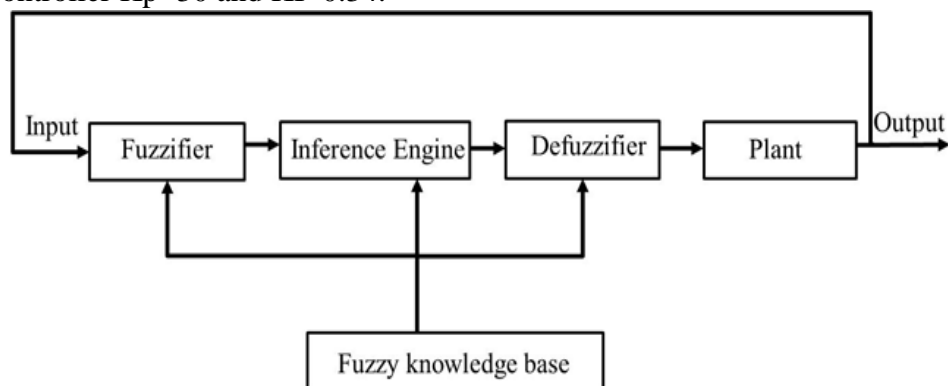 Input
Fuzzifier
Inference Engine
Defuzzifier
Plant
Output
Fuzzy knowledge base